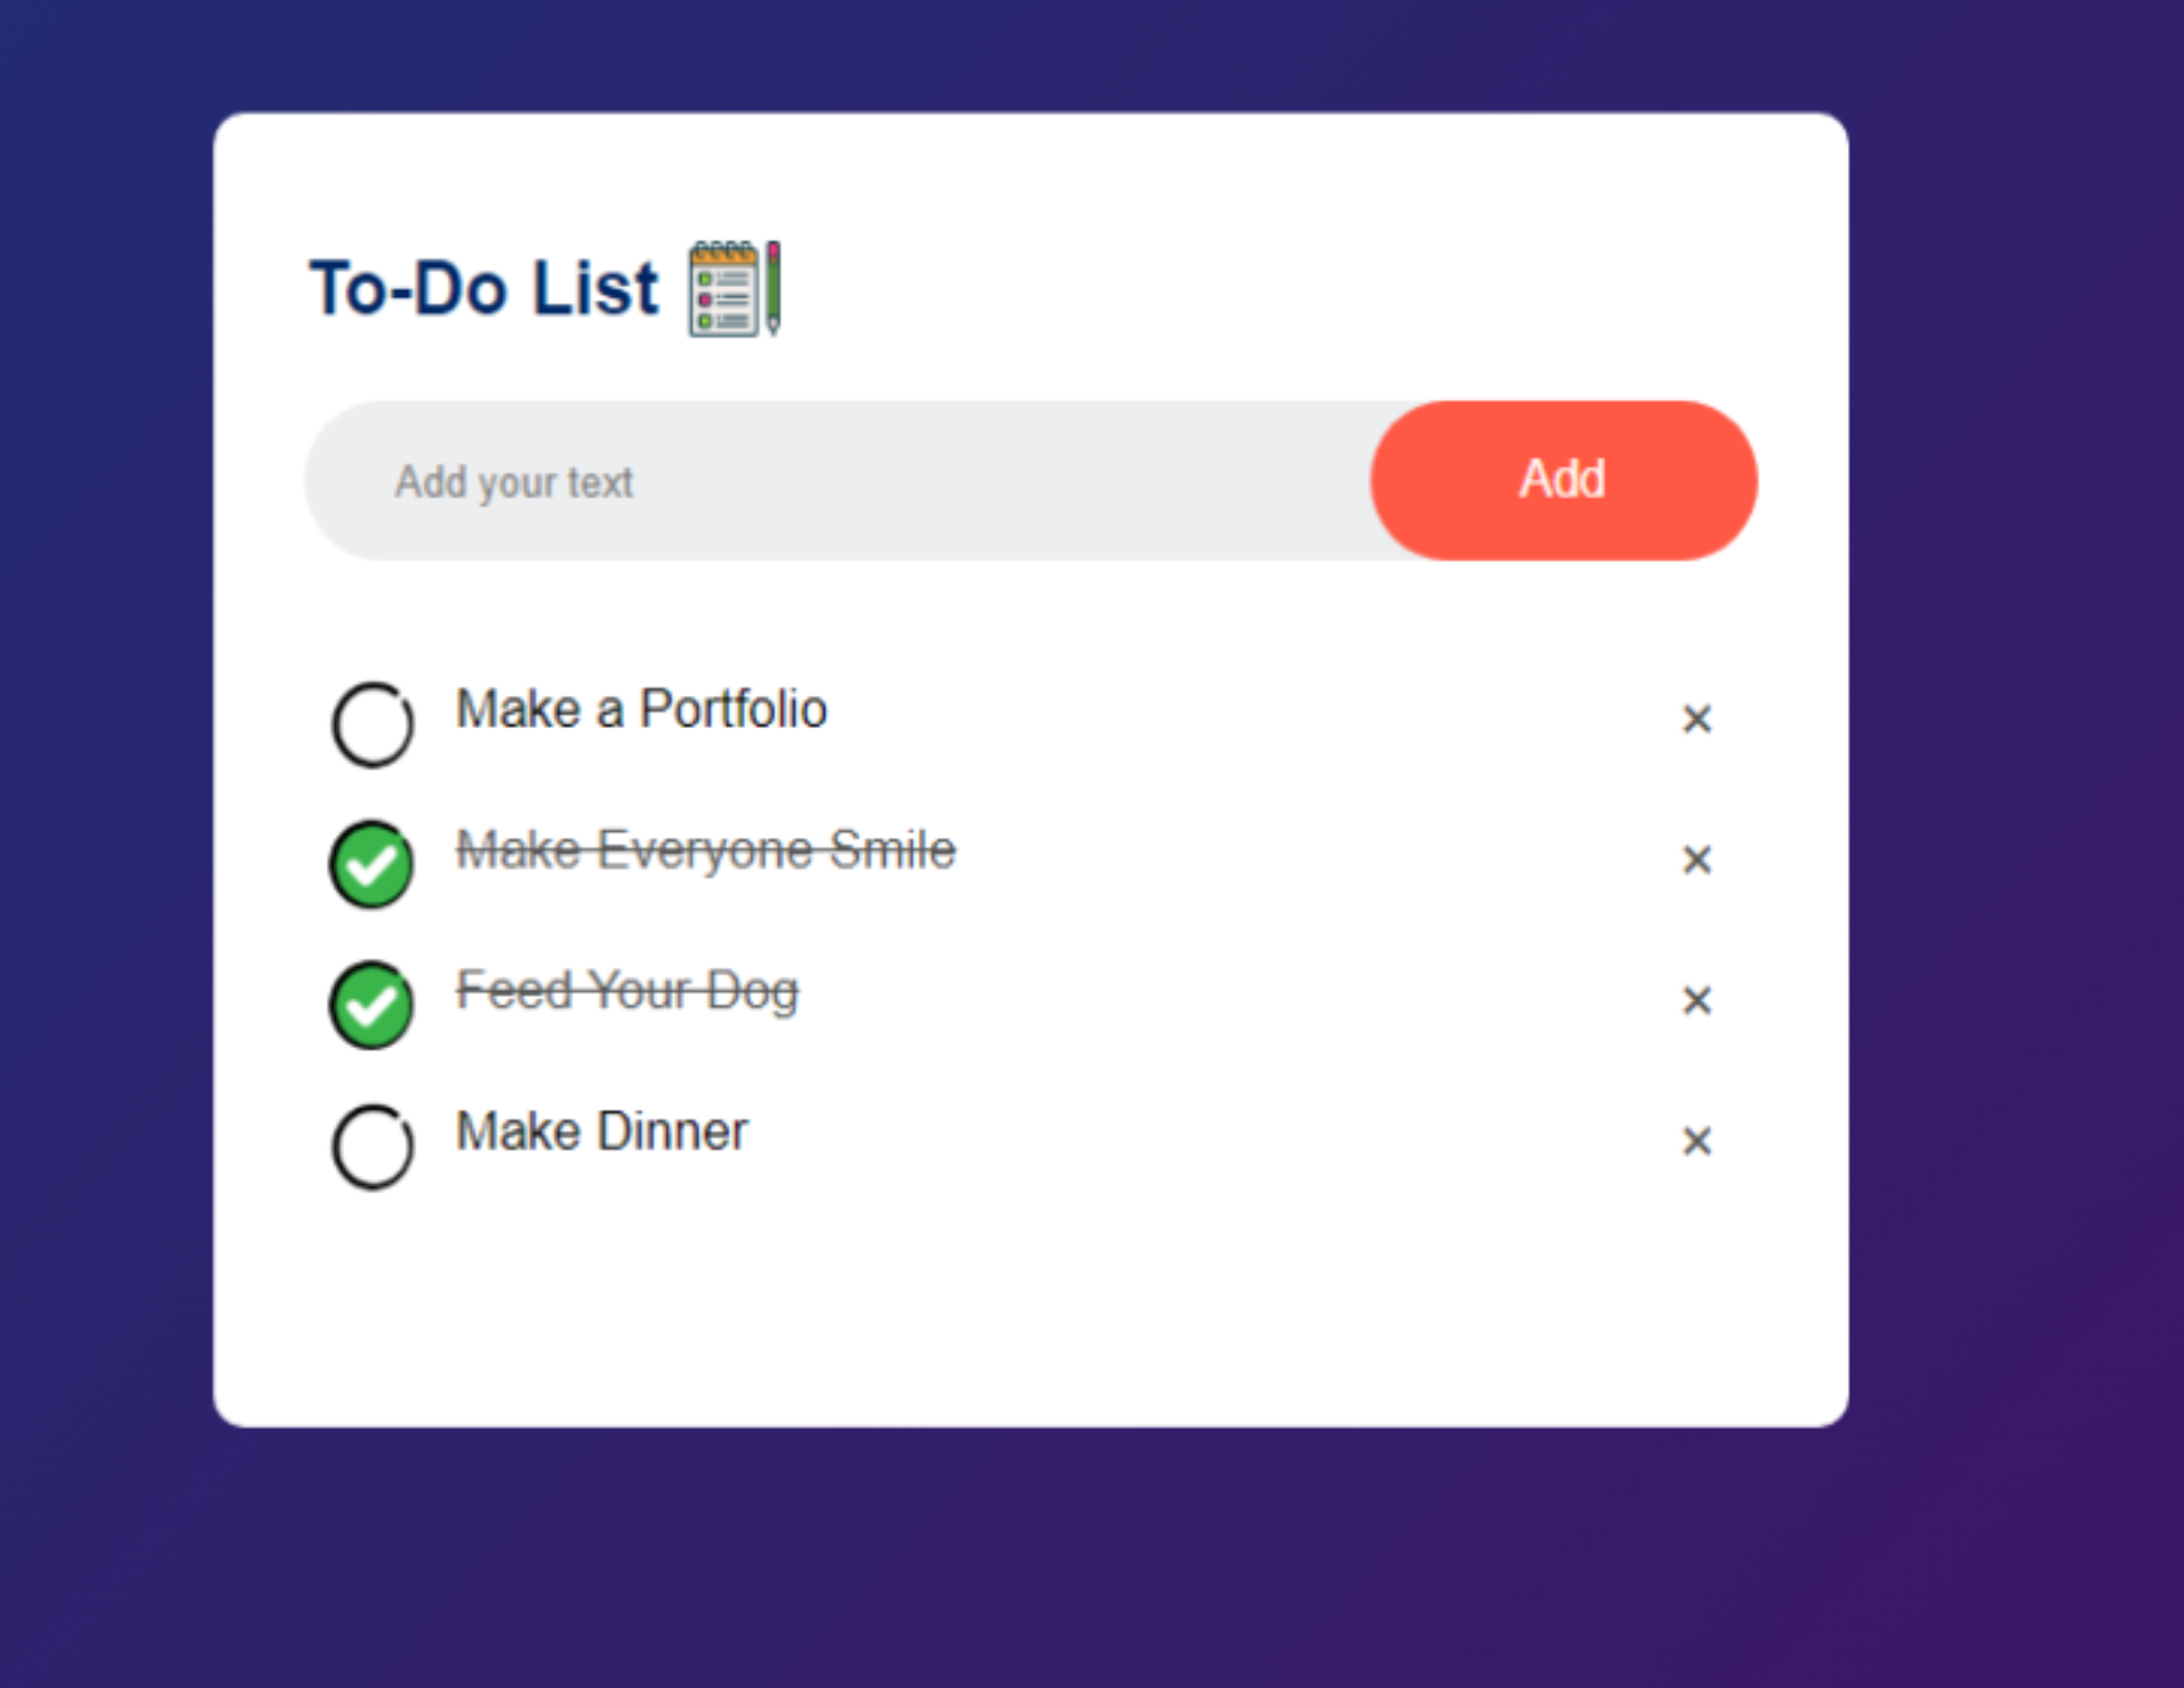 To-Do List
Add your text
Add
Make a Portfolio
Make Everyone Smile
Feed Your Dog
Make Dinner